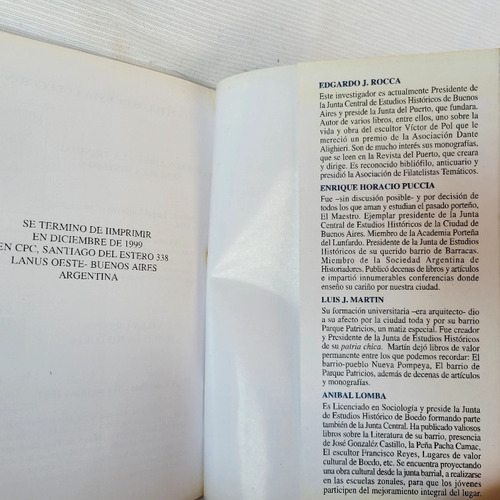 SE TERMINO DE IIMPRIMIR
EN DICIEMBRE DE 1999
EN CPC, SANTIAGO DEL ESTERO 338
LANUS OESTE- BUENOS AIRES
ARGENTINA
EDGARDO J. ROCCA
Este investigador es actualmente Presidente de
la Junta Central de Estudios Históricos de Buenos
Aires y preside la Junta del Puerto, que fundara.
Autor de varios libros, entre ellos, uno sobre la
vida y obra del escultor Víctor de Pol que le
mereció un premio de la Asociación Dante
Alighieri. Son de mucho interés sus monografías,
que se leen en la Revista del Puerto, que creara
y dirige. Es reconocido bibliófilo, anticuario y
presidió la Asociación de Filatelistas Temáticos.
ENRIQUE HORACIO PUCCIA
Fue –sin discusión posible- y por decisión de
todos los que aman y estudian el pasado porteño,
El Maestro. Ejemplar presidente de la Junta
Central de Estudios Históricos de la Ciudad de
Buenos Aires. Miembro de la Academia Porteña
del Lunfardo. Presidente de la Junta de Estudios
Históricos de su querido barrio de Barracas.
Miembro de la Sociedad Argentina de
Historiadores. Publicó decenas de libros y artículos
e impartió innumerables conferencias donde
enseño su cariño por nuestra ciudad.
LUIS J. MARTIN
Su formación universitaria –era arquitecto- dio
a su afecto por la ciudad toda y por su barrio
Parque Patricios, un matiz especial. Fue creador
y Presidente de la Junta de Estudios Históricos
de su patria chica. Martín dejó libros de valor
permanente entre los que podemos recordar: El
barrio-pueblo Nueva Pompeya, El barrio de
Parque Patricios, además de decenas de artículos
y monografías.
ANIBAL LOMBA
Es Licenciado en Sociología y preside la Junta
de Estudios Histórico de Boedo formando parte
también de la Junta Central. Ha publicado valiosos
libros sobre la Literatura de su barrio, presencia
de José Gonzaléz Castillo, la Peña Pacha Camac,
El escultor Francisco Reyes, Lugares de valor
cultural de Boedo, etc. Se encuentra proyectando
una obra cultural desde la junta barrial, a realizarse
en las escuelas zonales, para que los jóvenes
participen del mejoramiento integral del lugar.